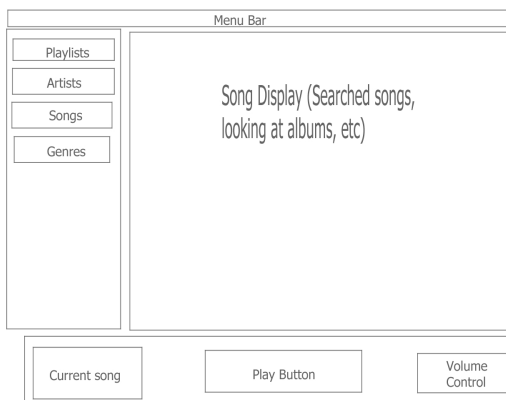 Menu Bar
Playlists
Artists
Songs
Genres
Song Display (Searched songs,
looking at albums, etc)
Current song
Play Button
Volume
Control